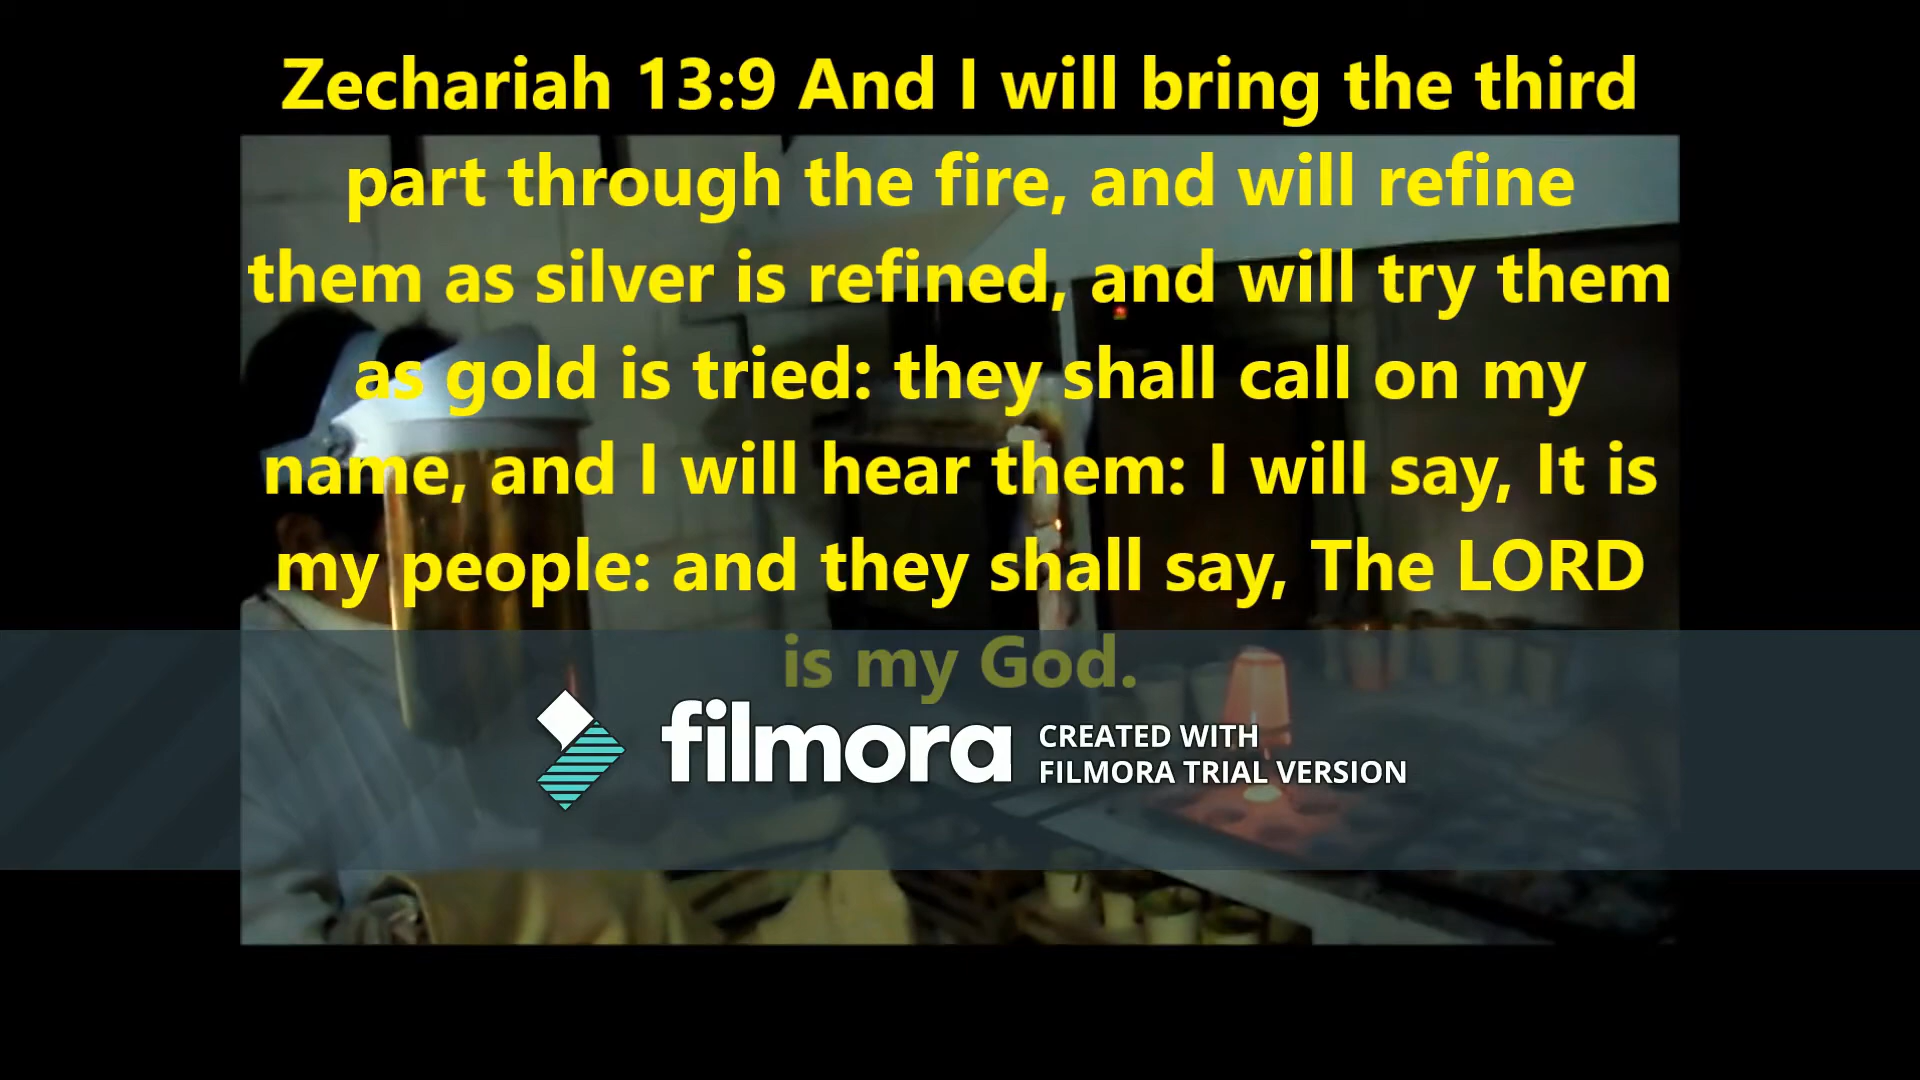 Zechariah 13:9 And I will bring the third
part through the fire, and will refine
them as silver is refined, and will try them
as gold is tried: they shall call on my
name, and I will hear them: I will say, It is
my people: and they shall say, The LORD
is my God.
filmora
CREATED WITH
FILMORA TRIAL VERSION